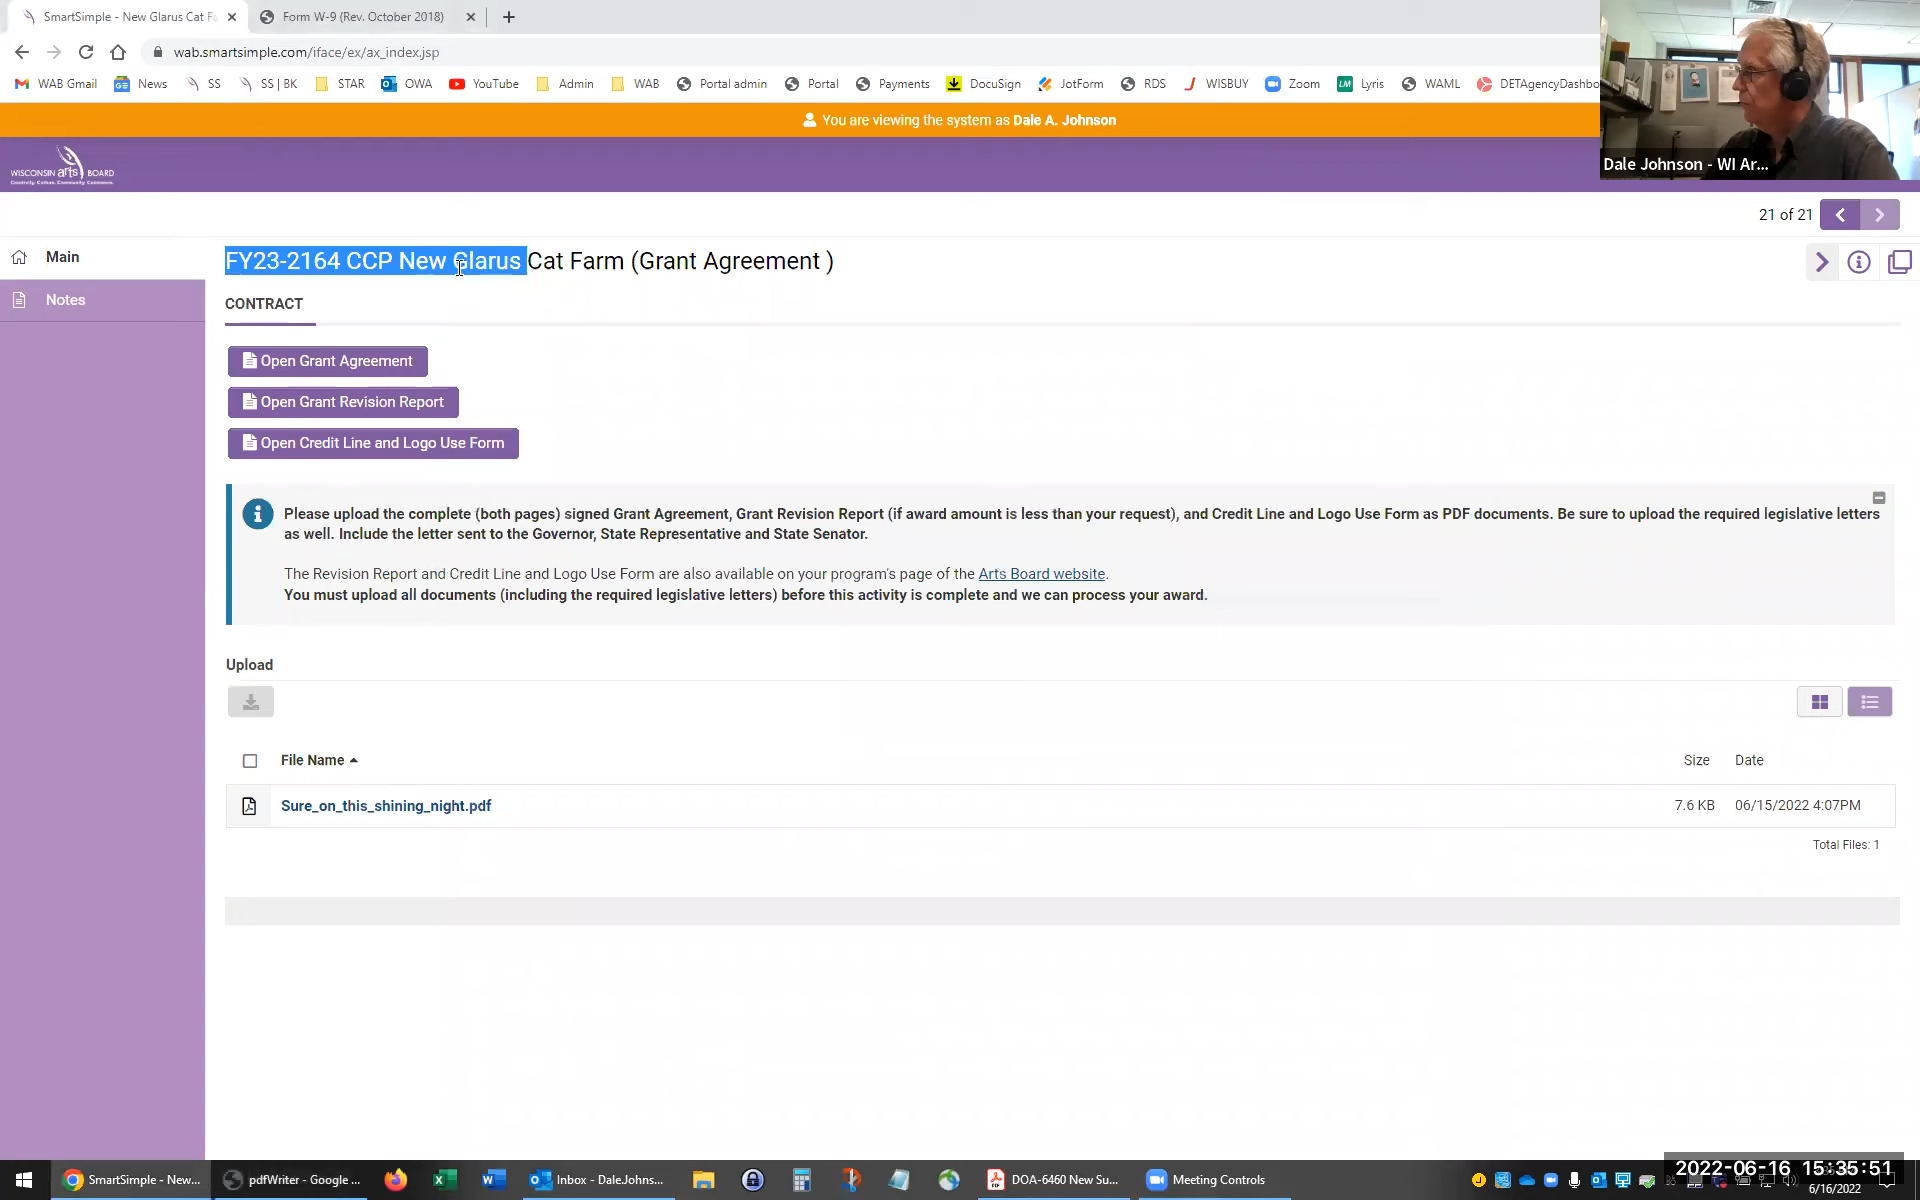 SmartSimple - New Glarus Cat F
Form W-9 (Rev. October 2018)
wab.smartsimple.com/iface/ex/ax_index.jsp
WAB Gmail
News
SS
SS | BK
STAR
OWA
YouTube
Admin
WAB
Portal admin
Portal
Payments
DocuSign
JotForm
RDS
WISBUY
Zoom
Lyris
WAML
DETAgencyDashbo
You are viewing the system as Dale A. Johnson
Dale Johnson - WI Ar...
WISCONSIN arts BOARD
21 of 21
Main
Notes
FY23-2164 CCP New Glarus Cat Farm (Grant Agreement )
CONTRACT
Open Grant Agreement
Open Grant Revision Report
Open Credit Line and Logo Use Form
Please upload the complete (both pages) signed Grant Agreement, Grant Revision Report (if award amount is less than your request), and Credit Line and Logo Use Form as PDF documents. Be sure to upload the required legislative letters
as well. Include the letter sent to the Governor, State Representative and State Senator.
The Revision Report and Credit Line and Logo Use Form are also available on your program's page of the Arts Board website.
You must upload all documents (including the required legislative letters) before this activity is complete and we can process your award.
Upload
File Name
Size
Date
Sure_on_this_shining_night.pdf
7.6 KB
06/15/2022 4:07PM
Total Files: 1
SmartSimple - New...
pdfWriter - Google ...
Inbox - Dale.Johns...
DOA-6460 New Su...
Meeting Controls
2022-06-16 15:35:51
6/16/2022